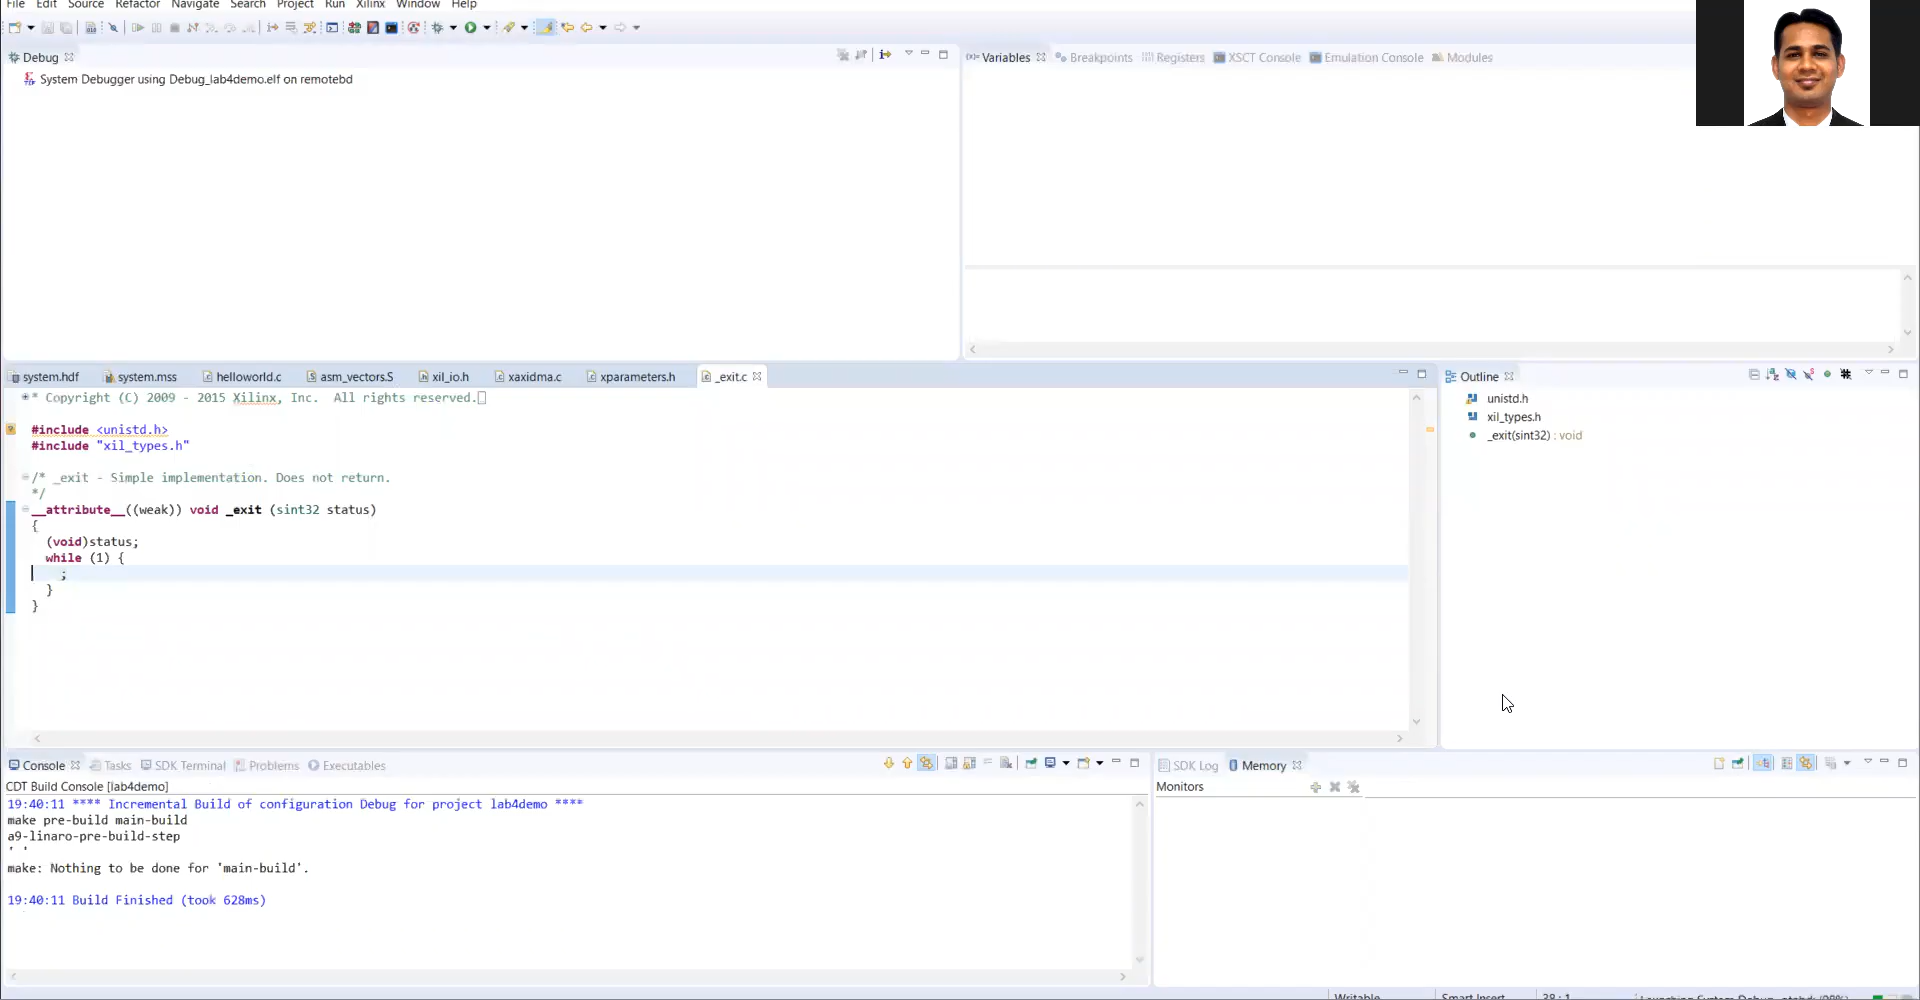 File Edit Source Refactor Navigate Search Project Run Xilinx Window Help
Debug
System Debugger using Debug_lab4demo.elf on remotebd
Variables Breakpoints Registers XSCT Console Emulation Console Modules
system.hdf system.mss helloworld.c asm_vectors.S xil_io.h xaxidma.c xparameters.h _exit.c
* Copyright (C) 2009 - 2015 Xilinx, Inc.  All rights reserved.
#include <unistd.h>
#include "xil_types.h"
/* _exit - Simple implementation. Does not return.
*/
__attribute__((weak)) void _exit (sint32 status)
{
(void)status;
while (1) {
;
}
}
Outline
unistd.h
xil_types.h
_exit(sint32) : void
Console Tasks SDK Terminal Problems Executables
CDT Build Console [lab4demo]
19:40:11 **** Incremental Build of configuration Debug for project lab4demo ****
make pre-build main-build
a9-linaro-pre-build-step
' '
make: Nothing to be done for 'main-build'.
19:40:11 Build Finished (took 628ms)
SDK Log Memory
Monitors
Writable Smart Insert 38 : 1